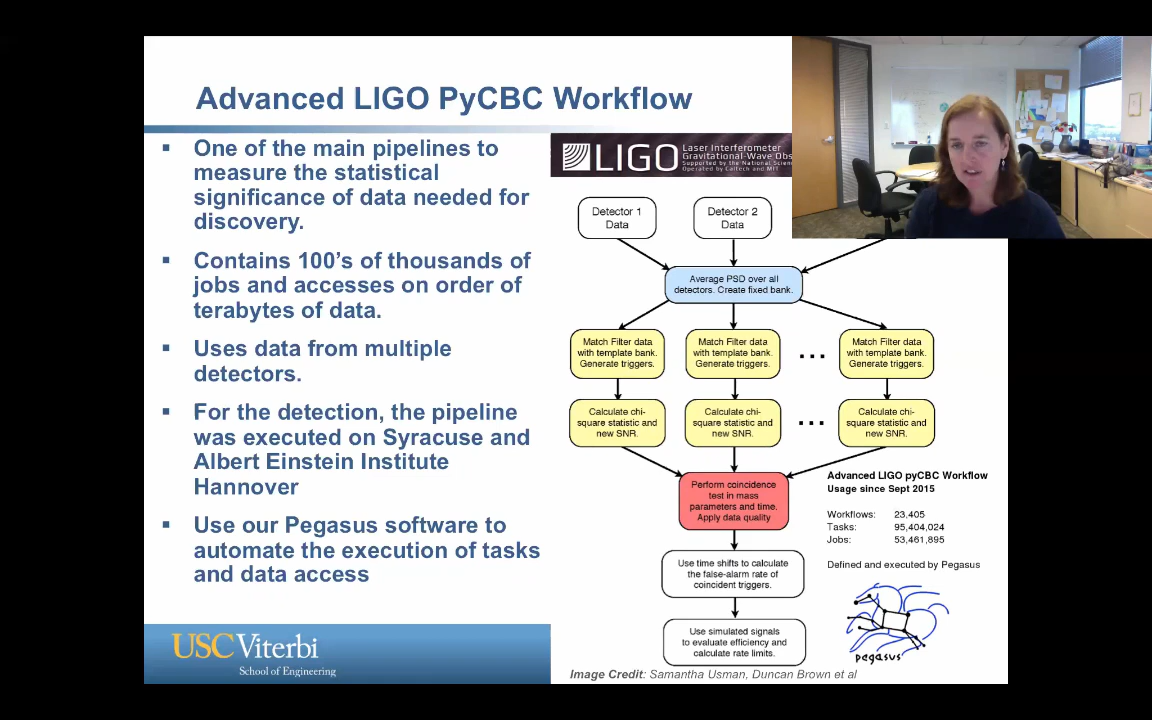 Advanced LIGO PyCBC Workflow
▪ One of the main pipelines to
measure the statistical
significance of data needed for
discovery.
▪ Contains 100's of thousands of
jobs and accesses on order of
terabytes of data.
▪ Uses data from multiple
detectors.
▪ For the detection, the pipeline
was executed on Syracuse and
Albert Einstein Institute
Hannover
▪ Use our Pegasus software to
automate the execution of tasks
and data access
USC Viterbi
School of Engineering
LIGO
Laser Interferometer
Gravitational-Wave Obs
Supported by the National Scien
Operated by Caltech and MIT
Detector 1
Data
Detector 2
Data
Average PSD over all
detectors. Create fixed bank.
Match Filter data
with template bank.
Generate triggers.
Match Filter data
with template bank.
Generate triggers.
...
Match Filter data
with template bank.
Generate triggers.
Calculate chi-
square statistic and
new SNR.
Calculate chi-
square statistic and
new SNR.
...
Calculate chi-
square statistic and
new SNR.
Perform coincidence
test in mass
parameters and time.
Apply data quality
Use time shifts to calculate
the false-alarm rate of
coincident triggers.
Use simulated signals
to evaluate efficiency and
calculate rate limits.
Advanced LIGO pyCBC Workflow
Usage since Sept 2015
Workflows: 23,405
Tasks: 95,404,024
Jobs: 53,461,895
Defined and executed by Pegasus
pegasus
Image Credit: Samantha Usman, Duncan Brown et al